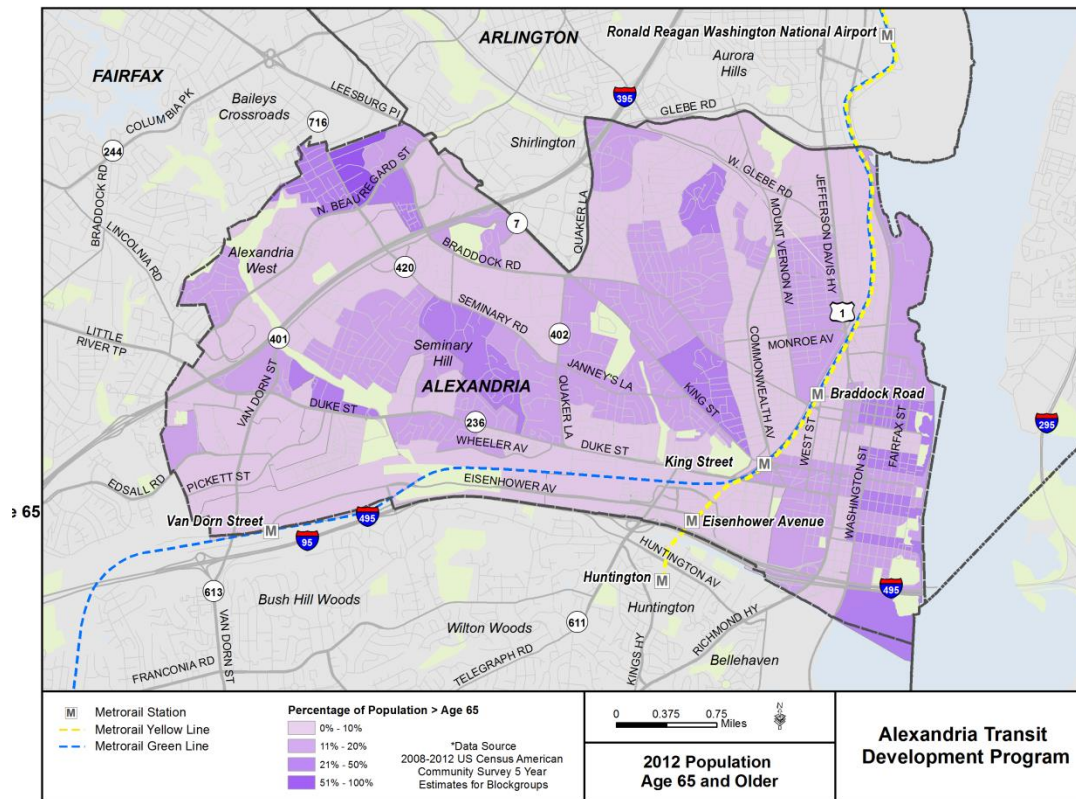 Ronald Reagan Washington
National Airport
M
ARLINGTON
Aurora
Hills
FAIRFAX
395
GLEBE RD
LEESBURG PI
COLUMBIA PK
Baileys
Crossroads
716
Shirlington
244
BRADDOCK RD
N. BEAUREGARD ST
W. GLEBE RD
JEFFERSON DAVIS HY
MOUNT VERNON AV
QUAKER LA
7
LINCOLNIA RD
BRADDOCK RD
Alexandria
West
420
SEMINARY RD
1
LITTLE
RIVER TP
401
402
MONROE AV
Seminary
Hill
COMMONWEALTH AV
JANNEY'S LA
VAN DORN ST
ALEXANDRIA
KING ST
M
Braddock Road
DUKE ST
QUAKER LA
236
WEST ST
FAIRFAX ST
295
WHEELER AV
DUKE ST
WASHINGTON ST
King Street
M
PICKETT ST
EDSALL RD
EISENHOWER AV
e 65
Van Dorn Street
M
495
95
M
Eisenhower Avenue
HUNTINGTON AV
Huntington
M
495
613
Bush Hill Woods
Huntington
RICHMOND HY
Wilton Woods
611
VAN DORN ST
KINGS HY
TELEGRAPH RD
FRANCONIA RD
Bellehaven
M Metrorail Station
Metrorail Yellow Line
Metrorail Green Line
Percentage of Population > Age 65
0% - 10%
11% - 20%
21% - 50%
51% - 100%
*Data Source
2008-2012 US Census American
Community Survey 5 Year
Estimates for Blockgroups
0 0.375 0.75
Miles
N
2012 Population
Age 65 and Older
Alexandria Transit
Development Program